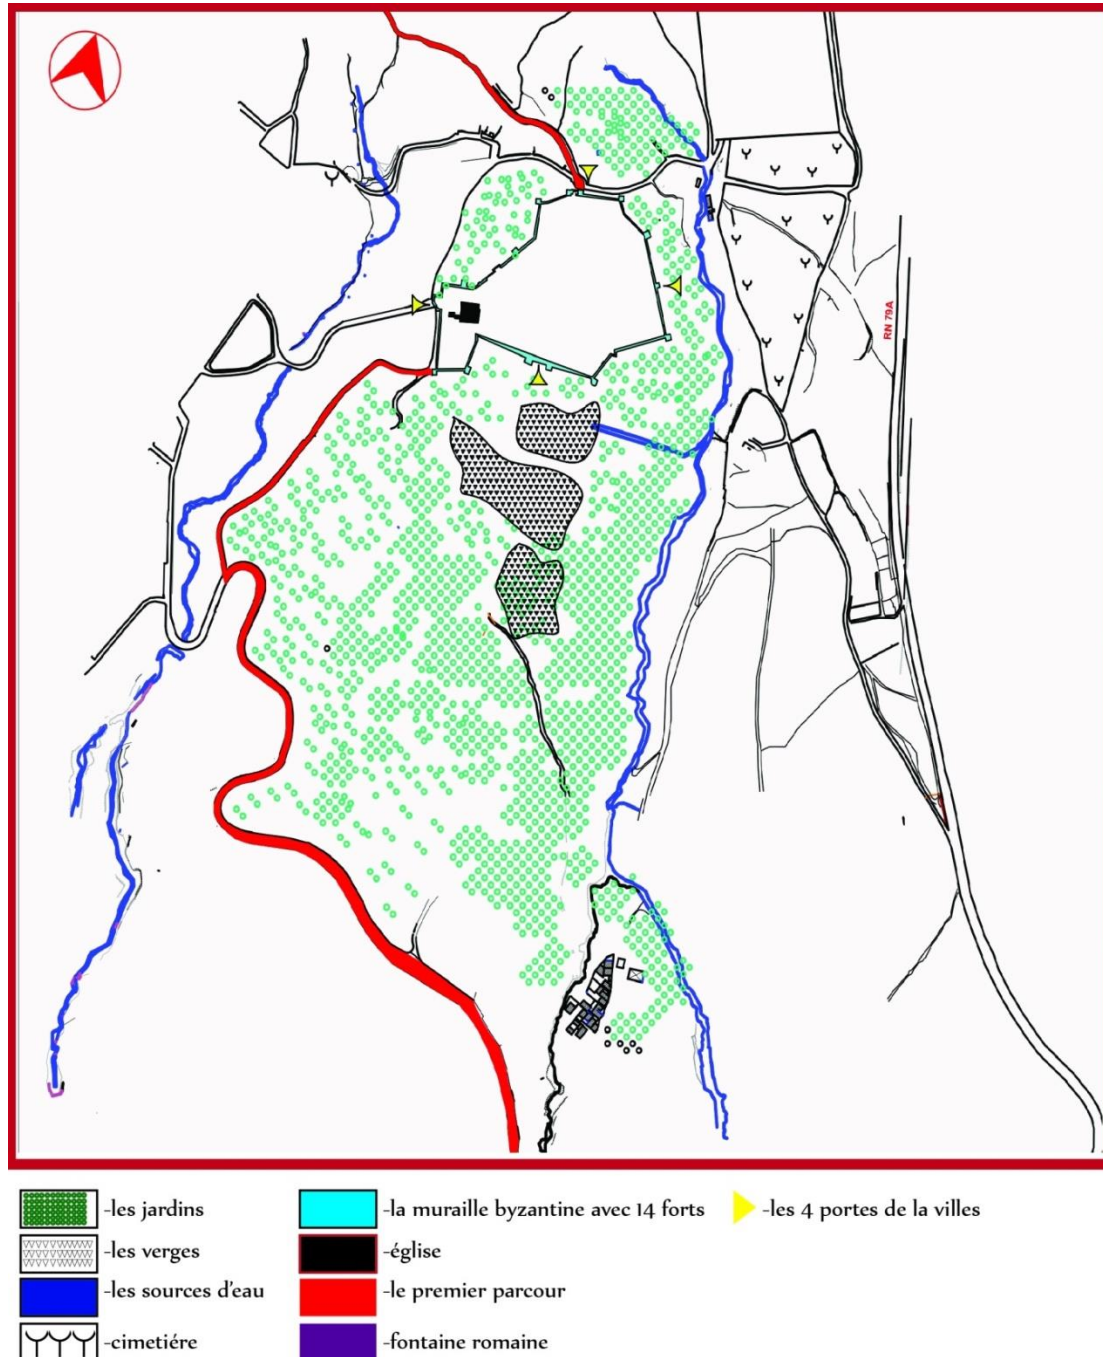 RN 79A
-les jardins
-la muraille byzantine avec 14 forts
-les 4 portes de la villes
-les verges
-église
-les sources d'eau
-le premier parcour
-cimetiére
-fontaine romaine